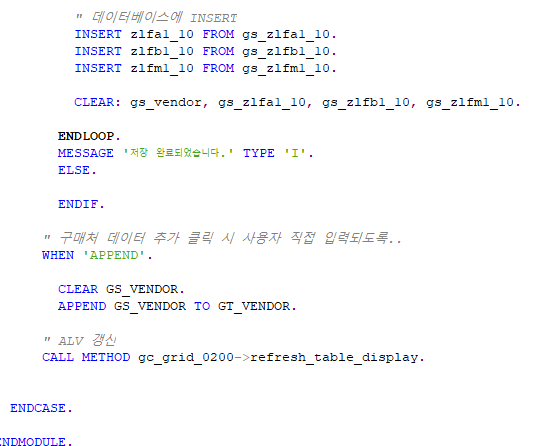 " 데이터베이스에 INSERT
INSERT zlfa1_10 FROM gs_zlfa1_10.
INSERT zlfb1_10 FROM gs_zlfb1_10.
INSERT zlfm1_10 FROM gs_zlfm1_10.
CLEAR: gs_vendor, gs_zlfa1_10, gs_zlfb1_10, gs_zlfm1_10.
ENDLOOP.
MESSAGE '저장 완료되었습니다.' TYPE 'I'.
ELSE.
ENDIF.
" 구매처 데이터 추가 클릭 시 사용자 직접 입력되도록..
WHEN 'APPEND'.
CLEAR GS_VENDOR.
APPEND GS_VENDOR TO GT_VENDOR.
" ALV 갱신
CALL METHOD gc_grid_0200->refresh_table_display.
ENDCASE.
ENDMODULE.